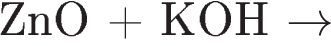 ZnO + KOH →